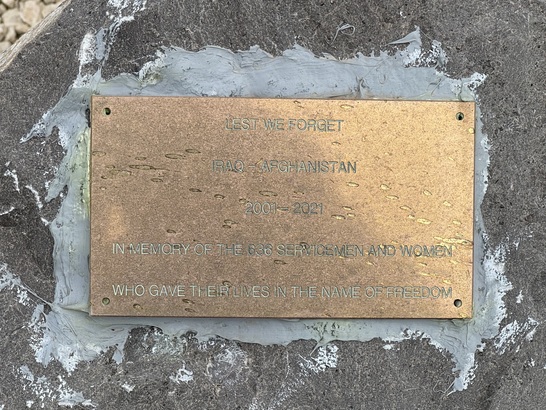 LEST WE FORGET
IRAQ - AFGHANISTAN
2001 - 2021
IN MEMORY OF THE 636 SERVICEMEN AND WOMEN
WHO GAVE THEIR LIVES IN THE NAME OF FREEDOM